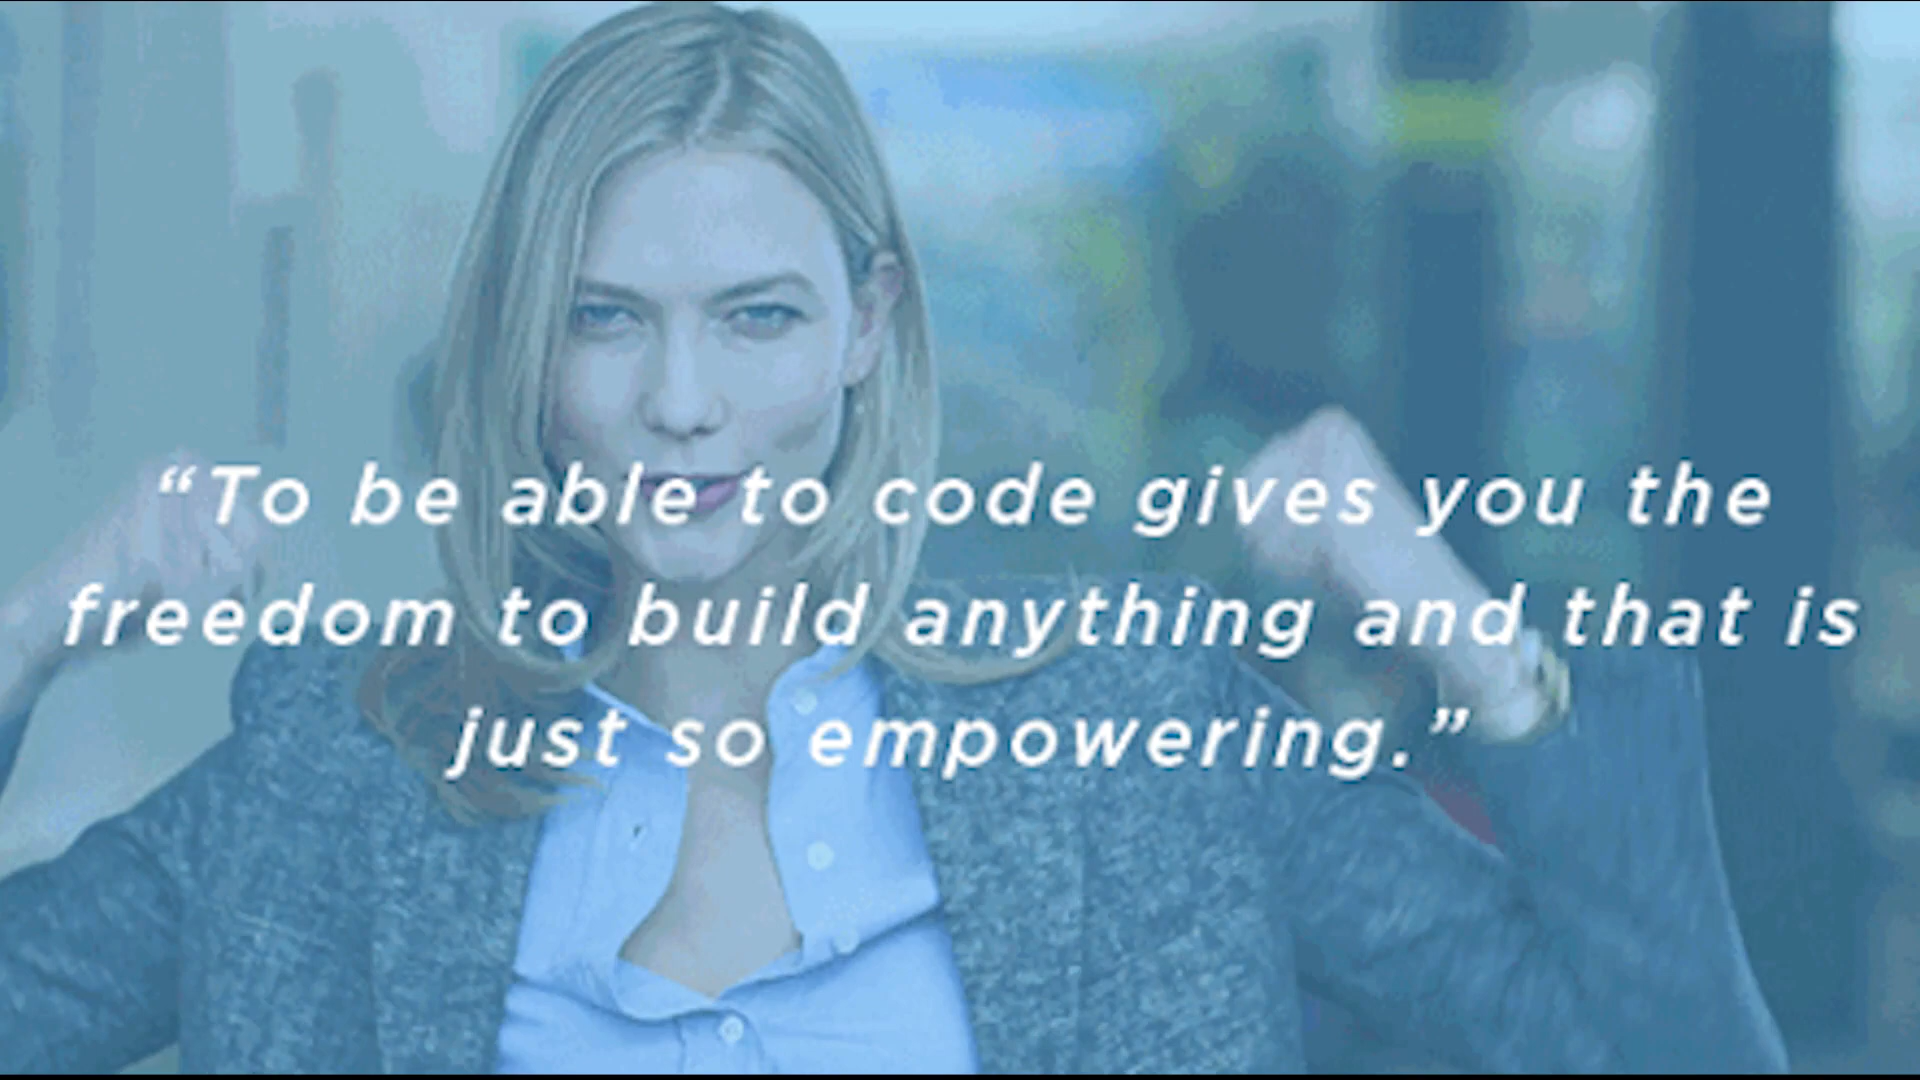 “To be able to code gives you the
freedom to build anything and that is
just so empowering.”